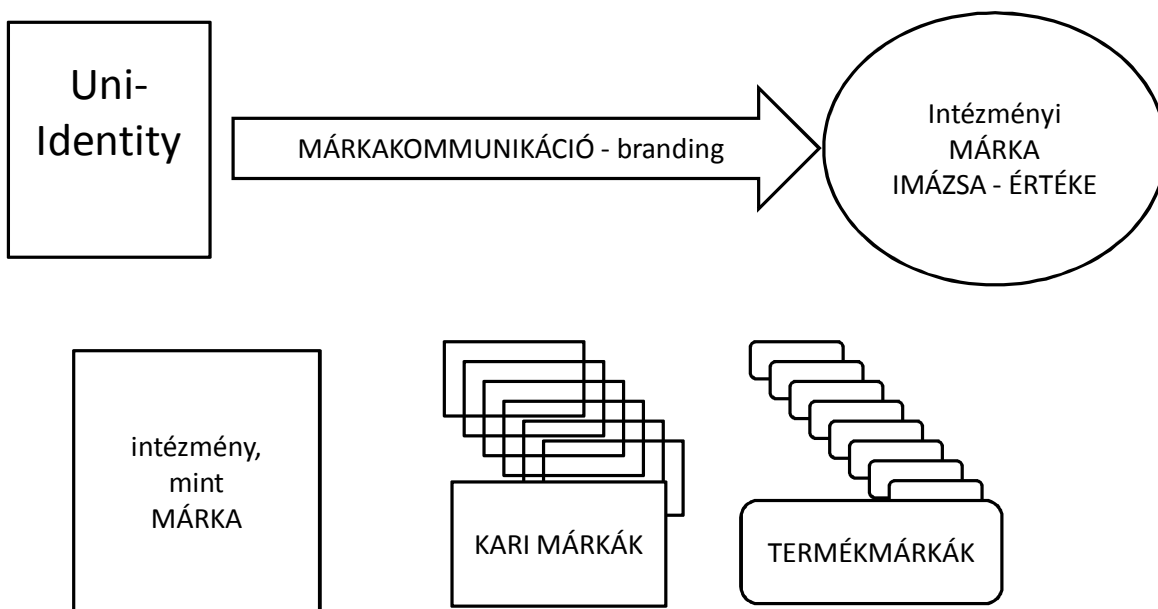 Uni-
Identity
MÁRKAKOMMUNIKÁCIÓ - branding
Intézményi
MÁRKA
IMÁZSA - ÉRTÉKE
intézmény,
mint
MÁRKA
KARI MÁRKÁK
TERMÉKMÁRKÁK